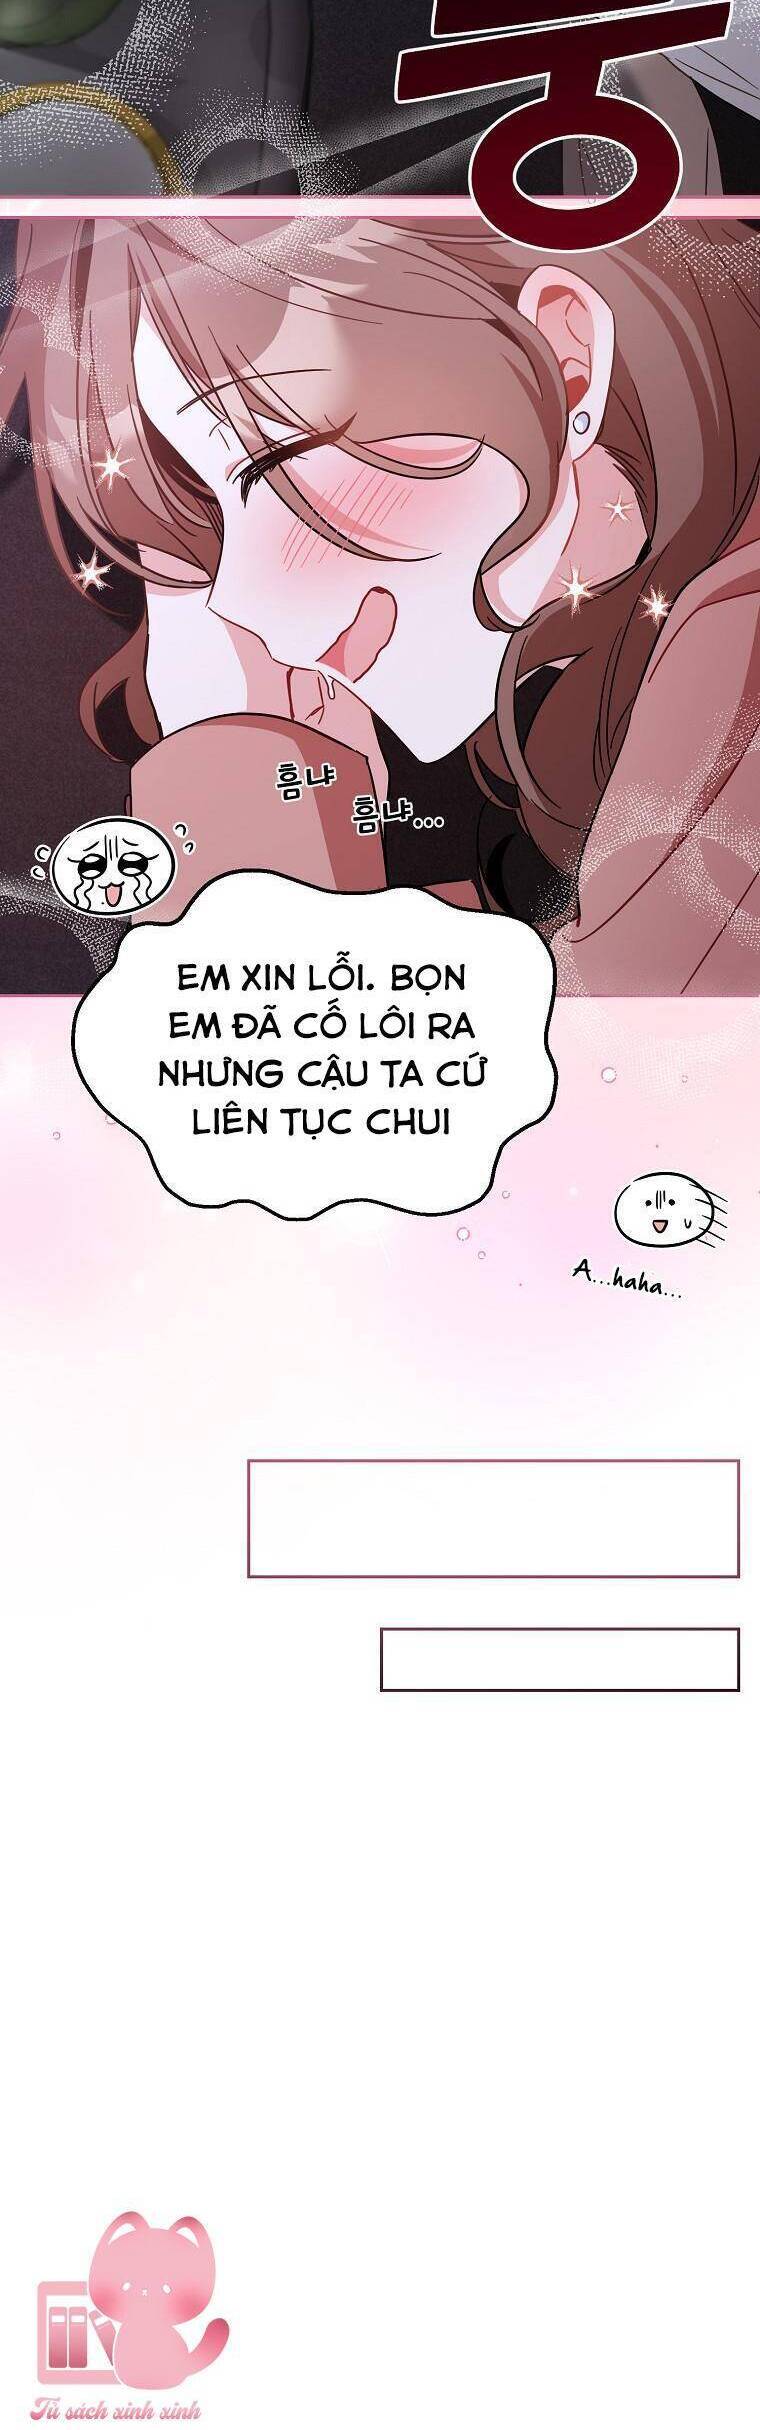 흠냐
흠냐...
EM XIN LỖI. BỌN
EM ĐÃ CỐ LÔI RA
NHƯNG CẬU TA CỨ
LIÊN TỤC CHUI
A...haha...
Tủ sách xinh xinh